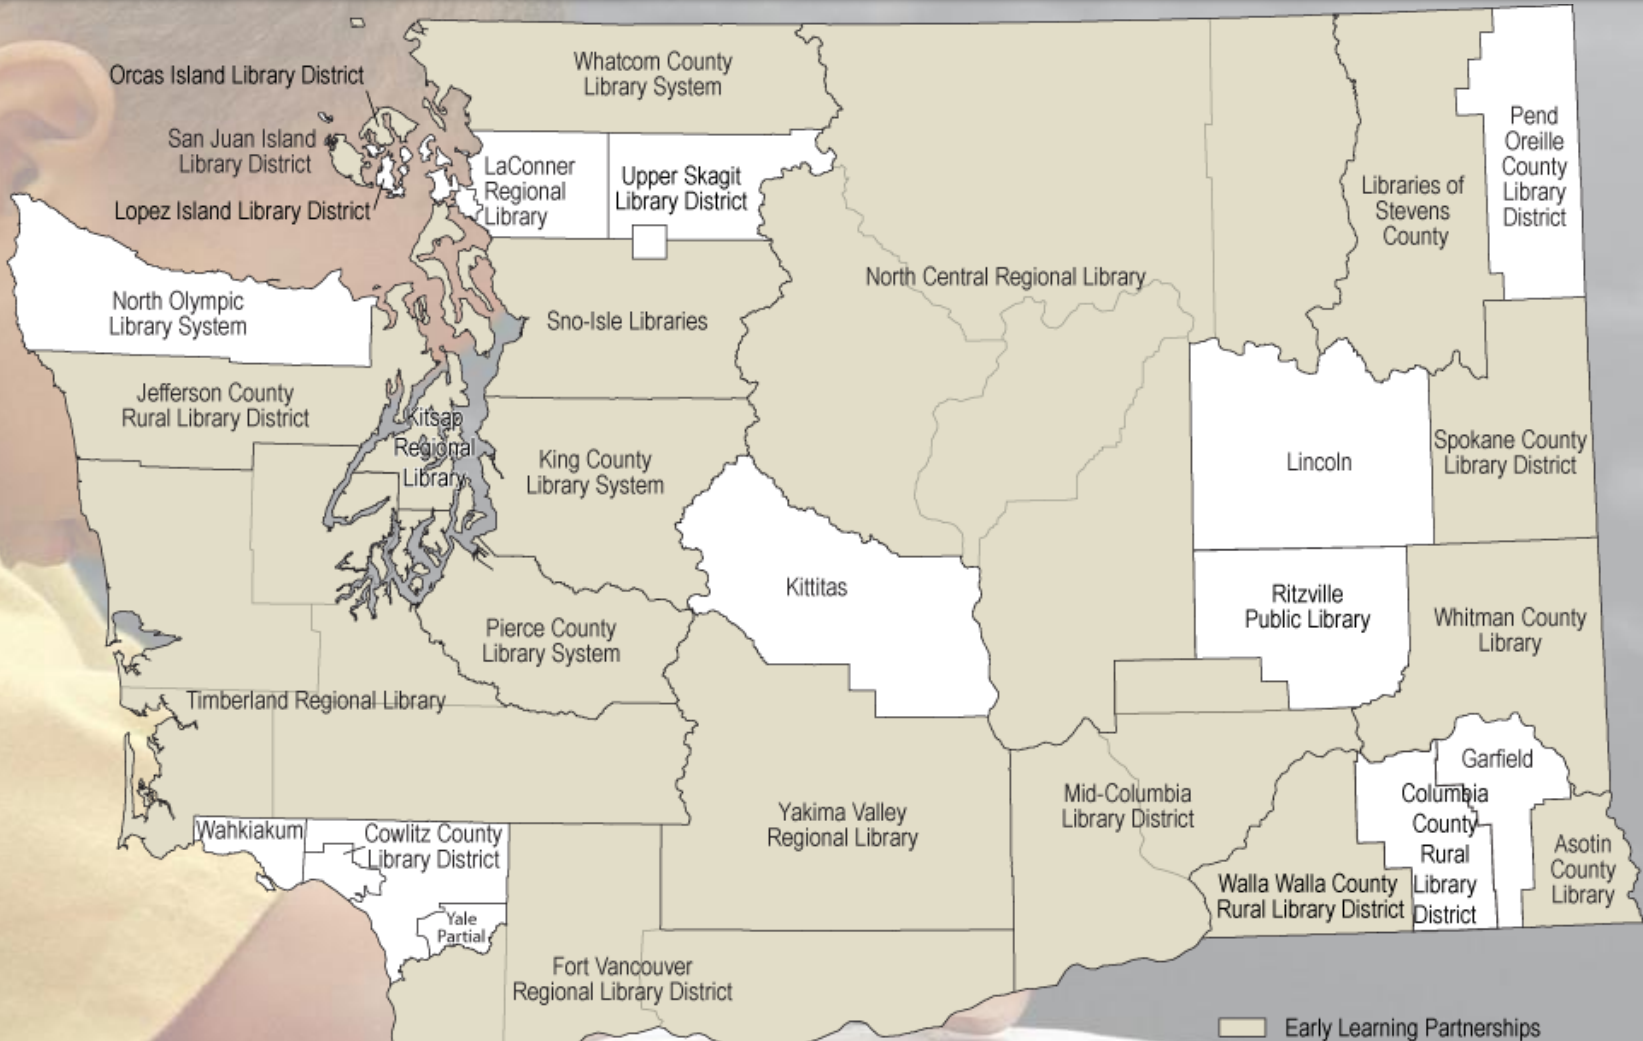 Whatcom County
Library System
Orcas Island Library District
San Juan Island
Library District
Lopez Island Library District
LaConner
Regional
Library
Upper Skagit
Library District
Pend
Oreille
County
Library
District
Libraries of
Stevens
County
North Central Regional Library
North Olympic
Library System
Sno-Isle Libraries
Jefferson County
Rural Library District
Kitsap
Regional
Library
King County
Library System
Lincoln
Spokane County
Library District
Kittitas
Ritzville
Public Library
Whitman County
Library
Pierce County
Library System
Timberland Regional Library
Garfield
Columbia
County
Rural
Library
District
Mid-Columbia
Library District
Yakima Valley
Regional Library
Wahkiakum
Cowlitz County
Library District
Asotin
County
Library
Walla Walla County
Rural Library District
Yale
Partial
Fort Vancouver
Regional Library District
Early Learning Partnerships